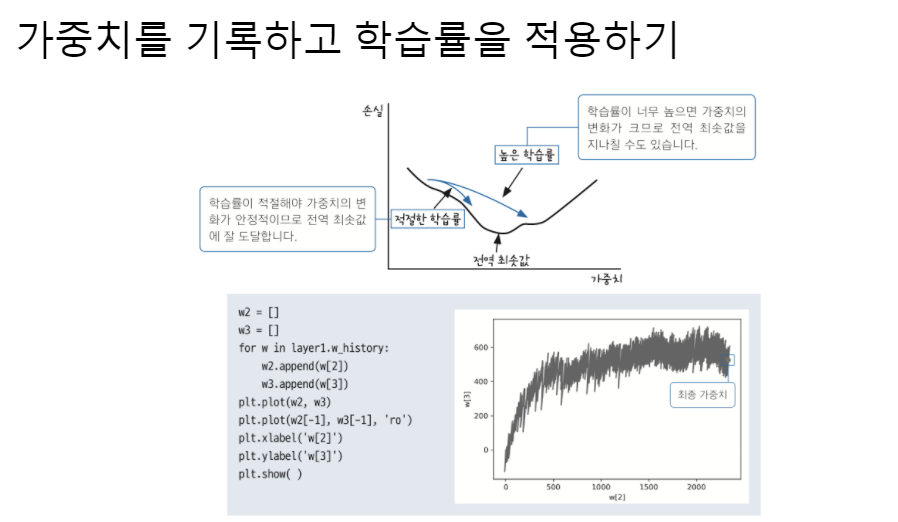 가중치를 기록하고 학습률을 적용하기
손실
학습률이 너무 높으면 가중치의
변화가 크므로 전역 최솟값을
지나칠 수도 있습니다.
높은 학습률
학습률이 적절해야 가중치의 변
화가 안정적이므로 전역 최솟값
에 잘 도달합니다.
적절한 학습률
전역 최솟값
가중치
w2 = []
w3 = []
for w in layer1.w_history:
    w2.append(w[2])
    w3.append(w[3])
plt.plot(w2, w3)
plt.plot(w2[-1], w3[-1], 'ro')
plt.xlabel('w[2]')
plt.ylabel('w[3]')
plt.show( )
600
400
200
0
w[3]
최종 가중치
0 500 1000 1500 2000
w[2]